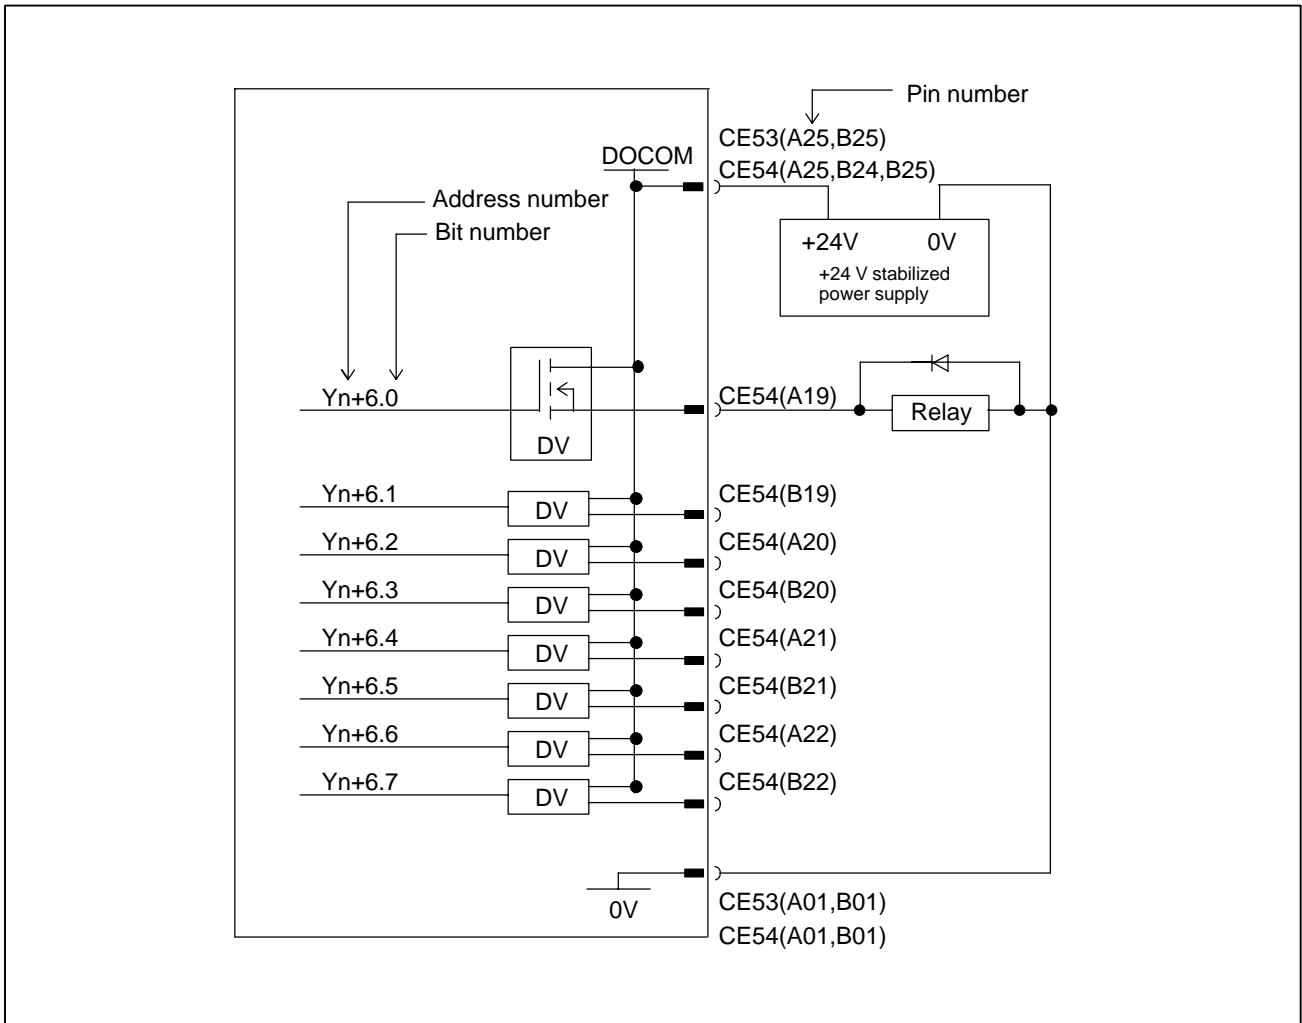 Pin number
CE53(A25,B25)
DOCOM
CE54(A25,B24,B25)
Address number
Bit number
+24V 0V
+24 V stabilized
power supply
Yn+6.0
CE54(A19)
Relay
DV
Yn+6.1
CE54(B19)
DV
Yn+6.2
CE54(A20)
DV
Yn+6.3
CE54(B20)
DV
Yn+6.4
CE54(A21)
DV
Yn+6.5
CE54(B21)
DV
Yn+6.6
CE54(A22)
DV
Yn+6.7
CE54(B22)
DV
0V
CE53(A01,B01)
CE54(A01,B01)